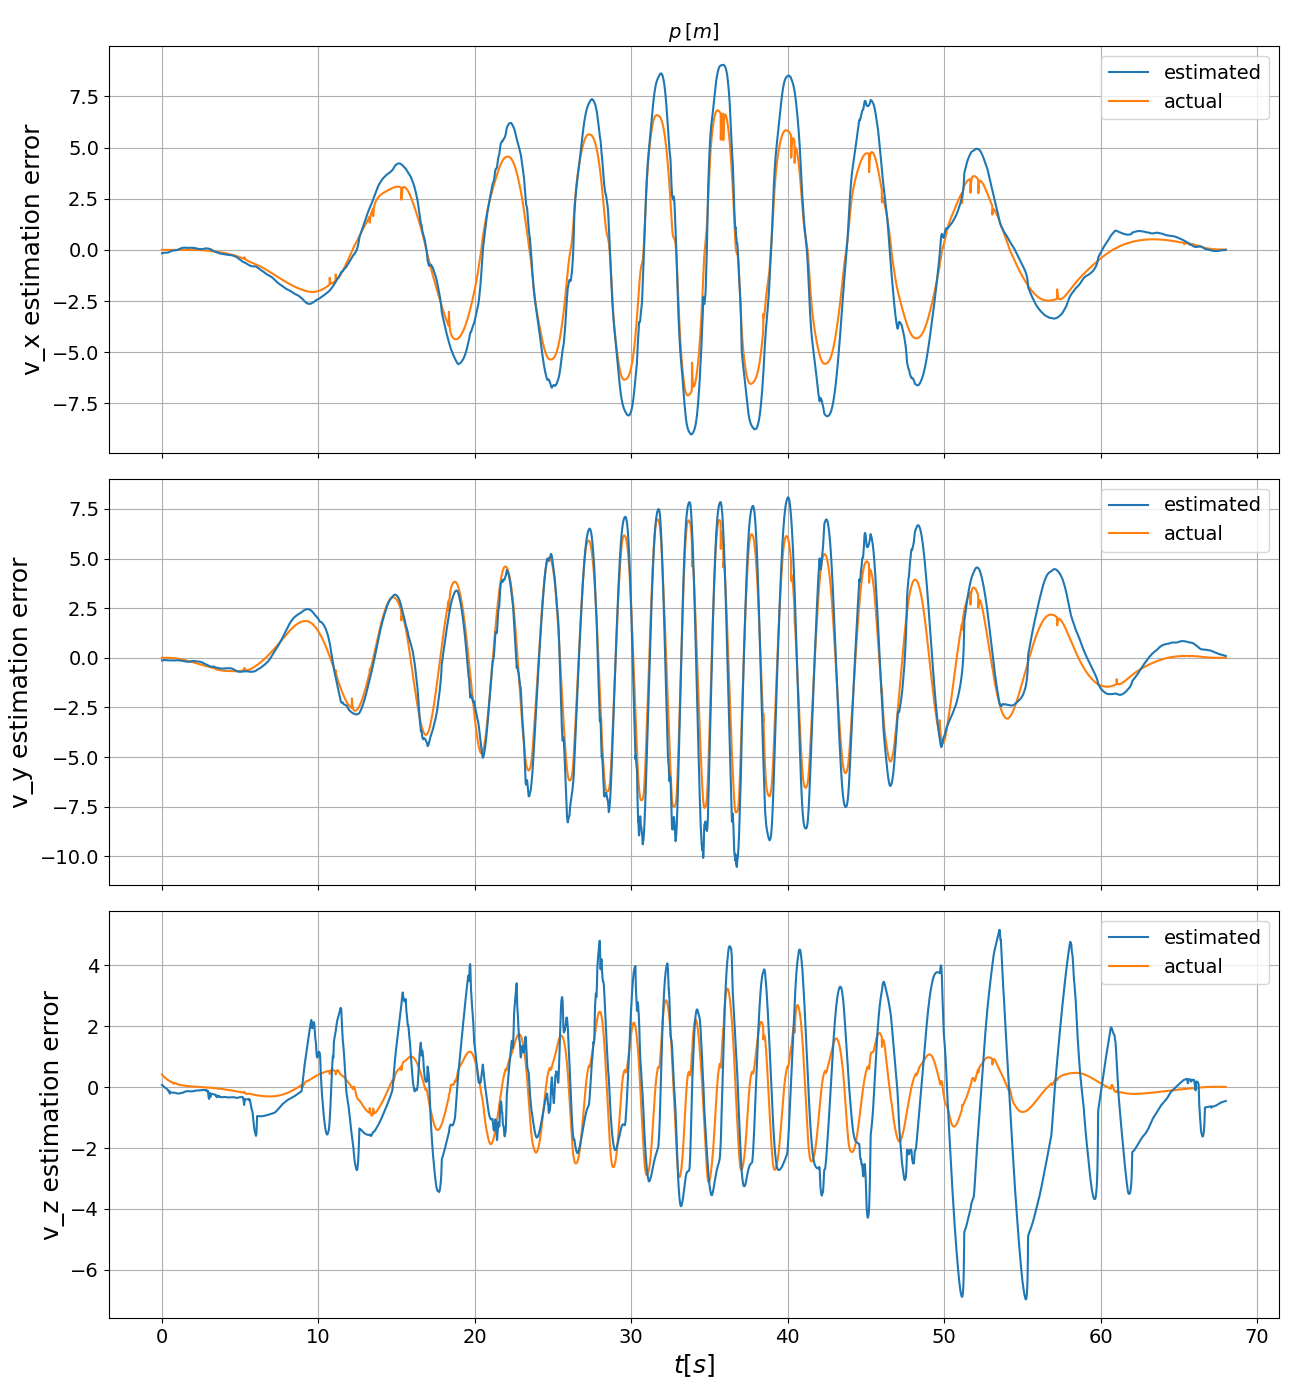 p [m]
7.5
5.0
2.5
0.0
−2.5
−5.0
−7.5
v_x estimation error
estimated
actual
7.5
5.0
2.5
0.0
−2.5
−5.0
−7.5
−10.0
v_y estimation error
estimated
actual
4
2
0
−2
−4
−6
v_z estimation error
estimated
actual
0 10 20 30 40 50 60 70
t[s]